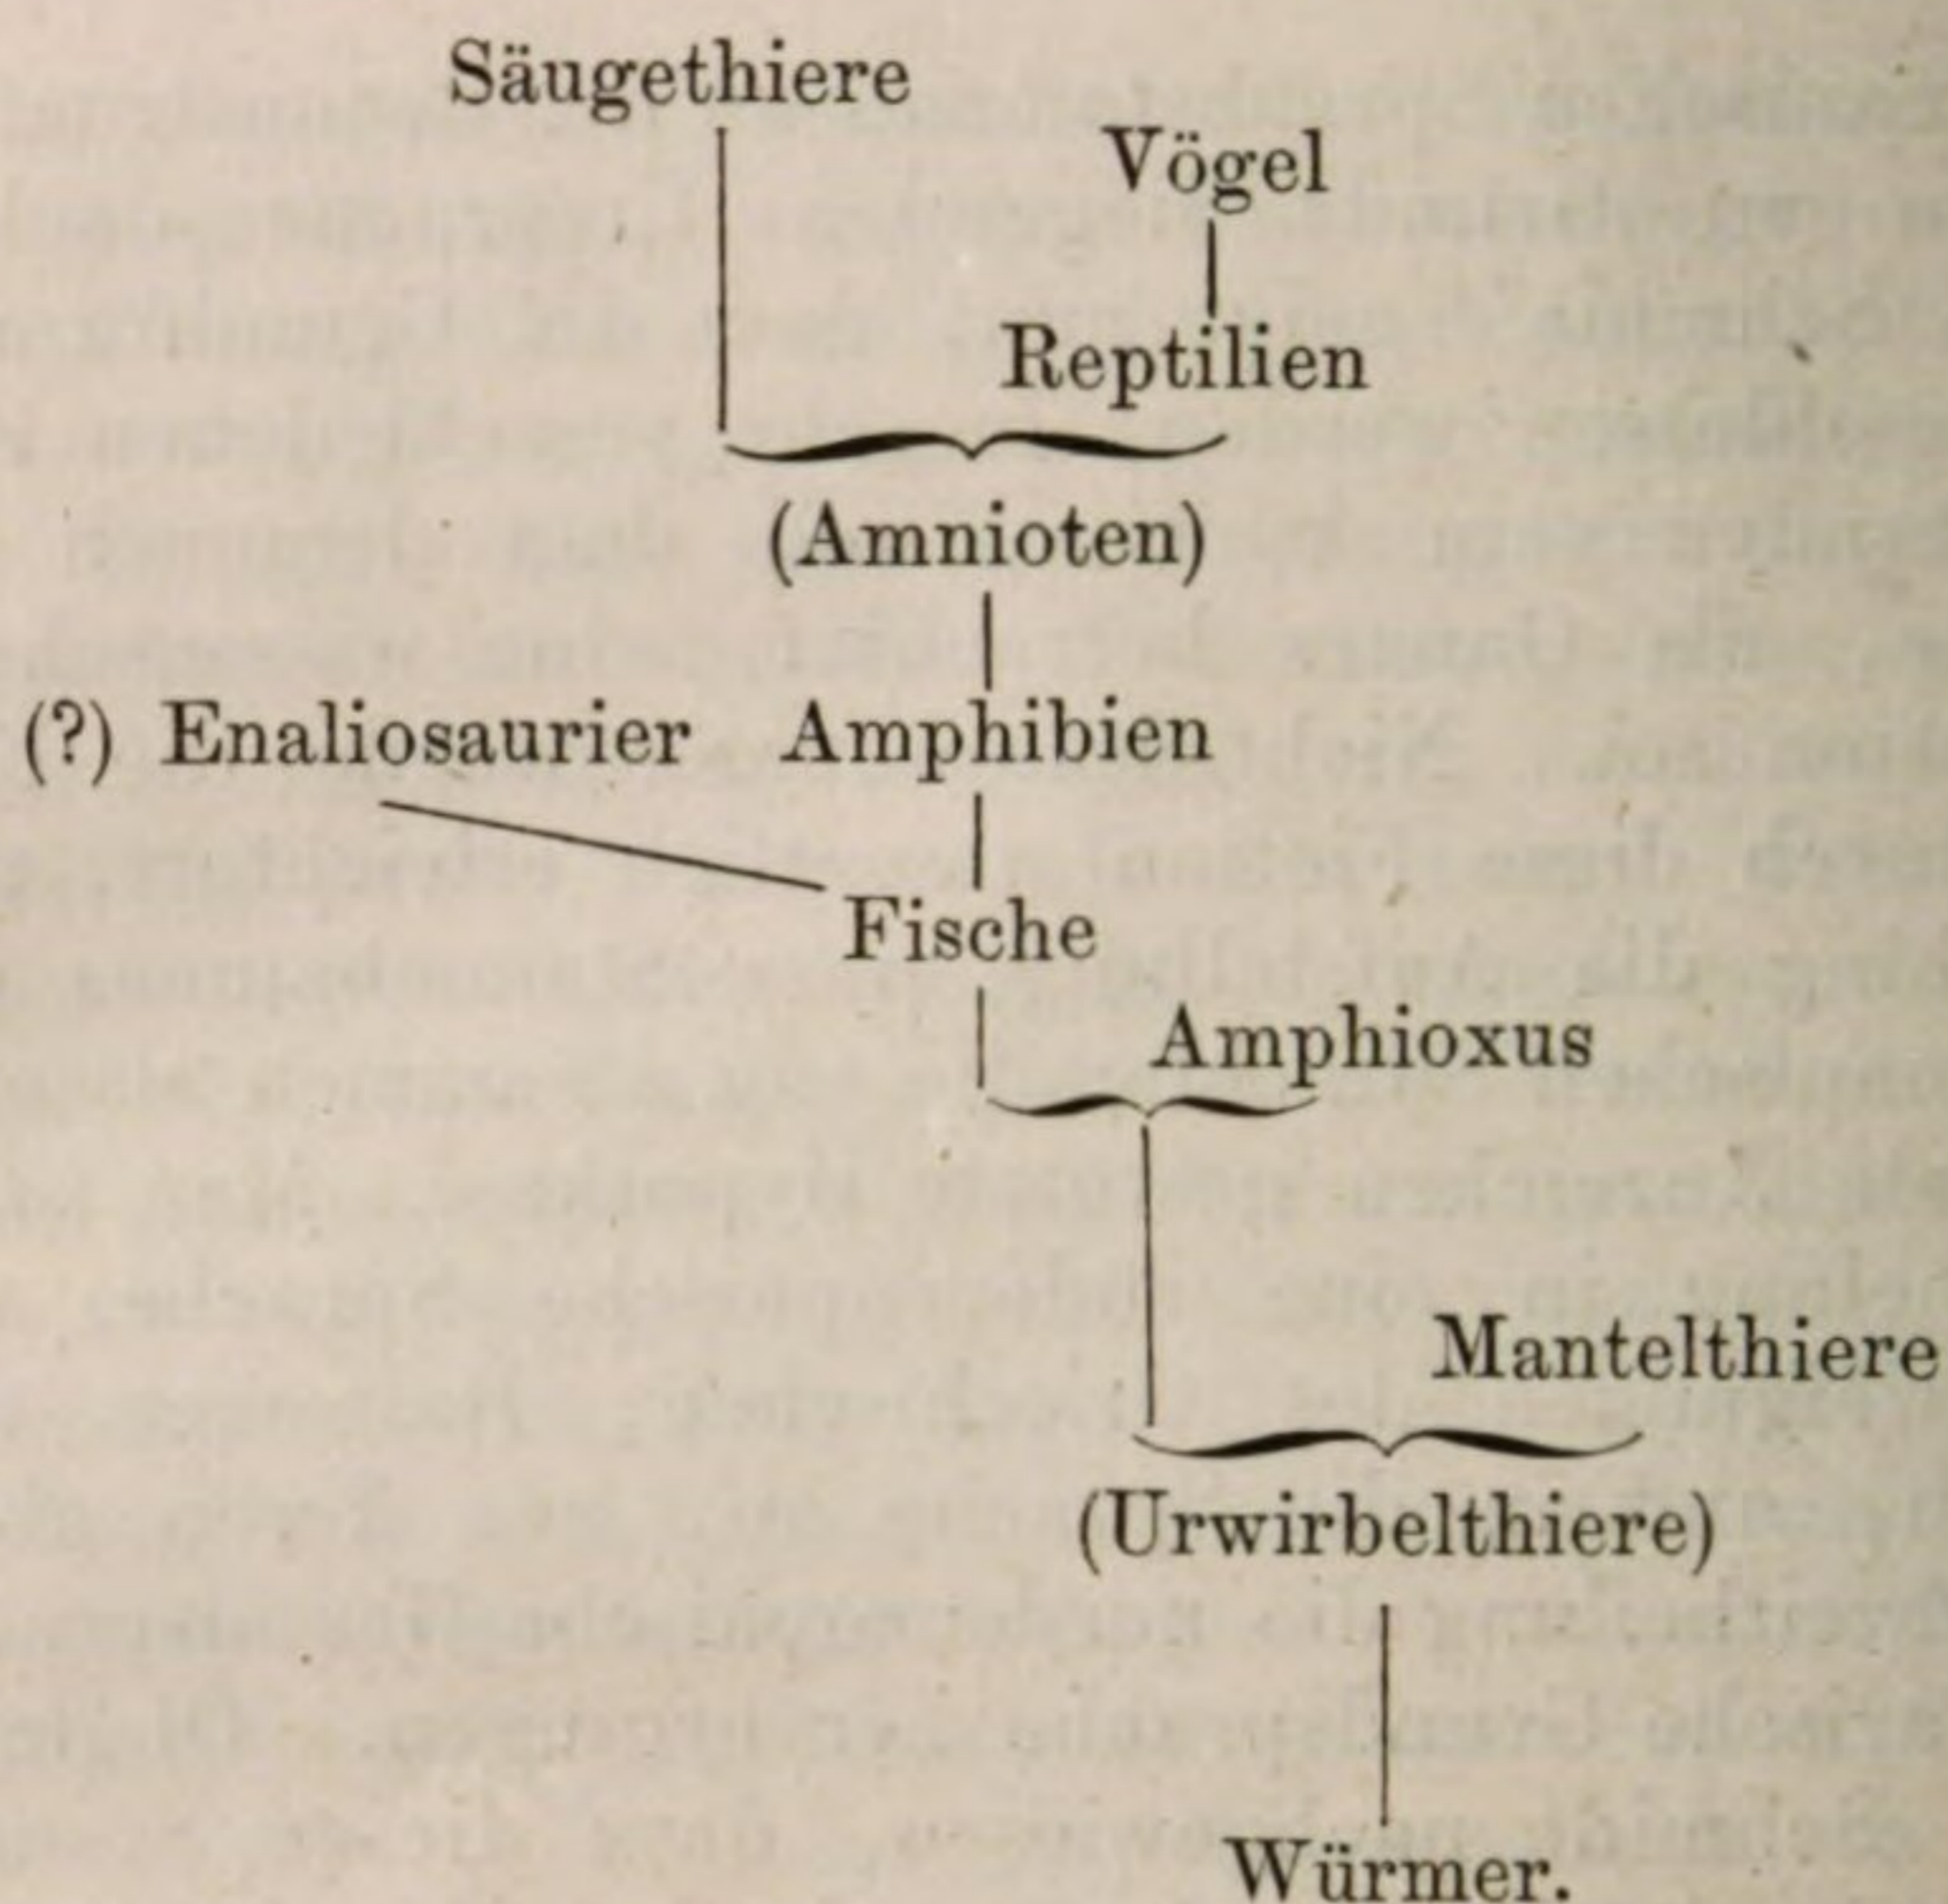 Säugethiere
Vögel
Reptilien
(Amnioten)
(?) Enaliosaurier Amphibien
Fische
Amphioxus
Mantelthiere
(Urwirbelthiere)
Würmer.